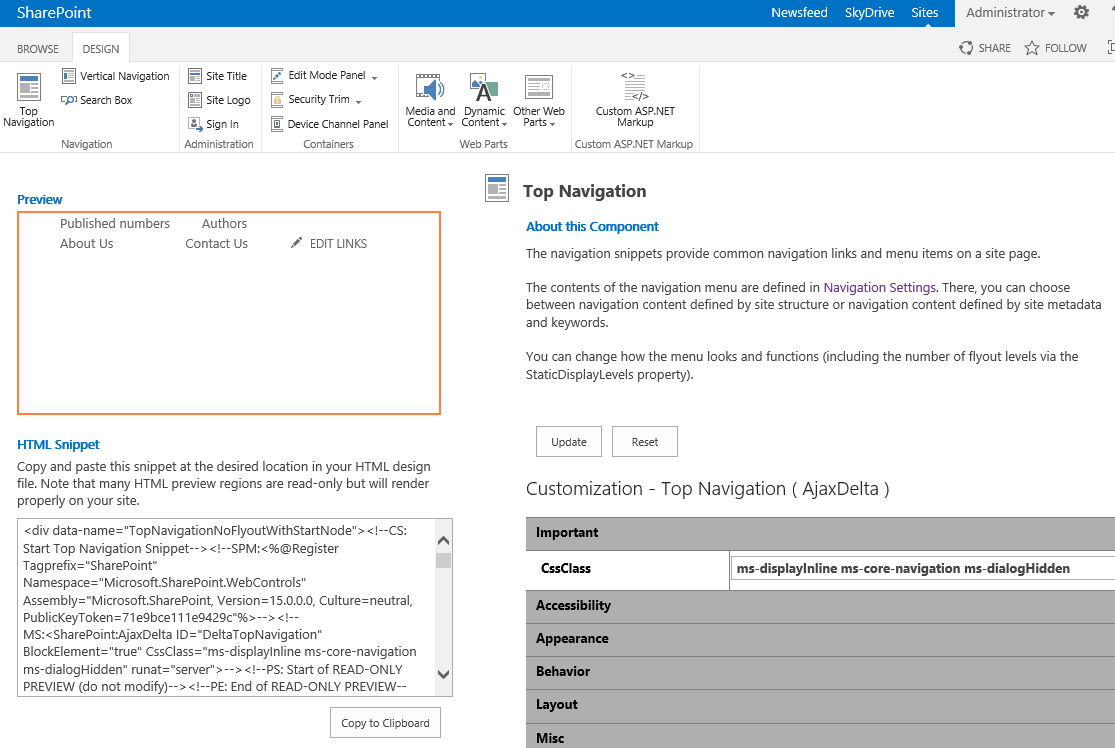 SharePoint
Newsfeed SkyDrive Sites Administrator
BROWSE DESIGN
SHARE FOLLOW
Top Navigation
Vertical Navigation
Search Box
Navigation
Site Title
Site Logo
Sign In
Administration
Edit Mode Panel
Security Trim
Device Channel Panel
Containers
Media and Content
Dynamic Content
Other Web Parts
Web Parts
Custom ASP.NET Markup
Custom ASP.NET Markup
Preview
Published numbers Authors
About Us Contact Us EDIT LINKS
HTML Snippet
Copy and paste this snippet at the desired location in your HTML design
file. Note that many HTML preview regions are read-only but will render
properly on your site.
<div data-name="TopNavigationNoFlyoutWithStartNode"><!--CS:
Start Top Navigation Snippet--><!--SPM:<%@Register
Tagprefix="SharePoint"
Namespace="Microsoft.SharePoint.WebControls"
Assembly="Microsoft.SharePoint, Version=15.0.0.0, Culture=neutral,
PublicKeyToken=71e9bce111e9429c"%>--><!--
MS:<SharePoint:AjaxDelta ID="DeltaTopNavigation"
BlockElement="true" CssClass="ms-displayInline ms-core-navigation
ms-dialogHidden" runat="server">--><!--PS: Start of READ-ONLY
PREVIEW (do not modify)--><!--PE: End of READ-ONLY PREVIEW--
Copy to Clipboard
Top Navigation
About this Component
The navigation snippets provide common navigation links and menu items on a site page.
The contents of the navigation menu are defined in Navigation Settings. There, you can choose
between navigation content defined by site structure or navigation content defined by site metadata
and keywords.
You can change how the menu looks and functions (including the number of flyout levels via the
StaticDisplayLevels property).
Update Reset
Customization - Top Navigation ( AjaxDelta )
Important
CssClass ms-displayInline ms-core-navigation ms-dialogHidden
Accessibility
Appearance
Behavior
Layout
Misc